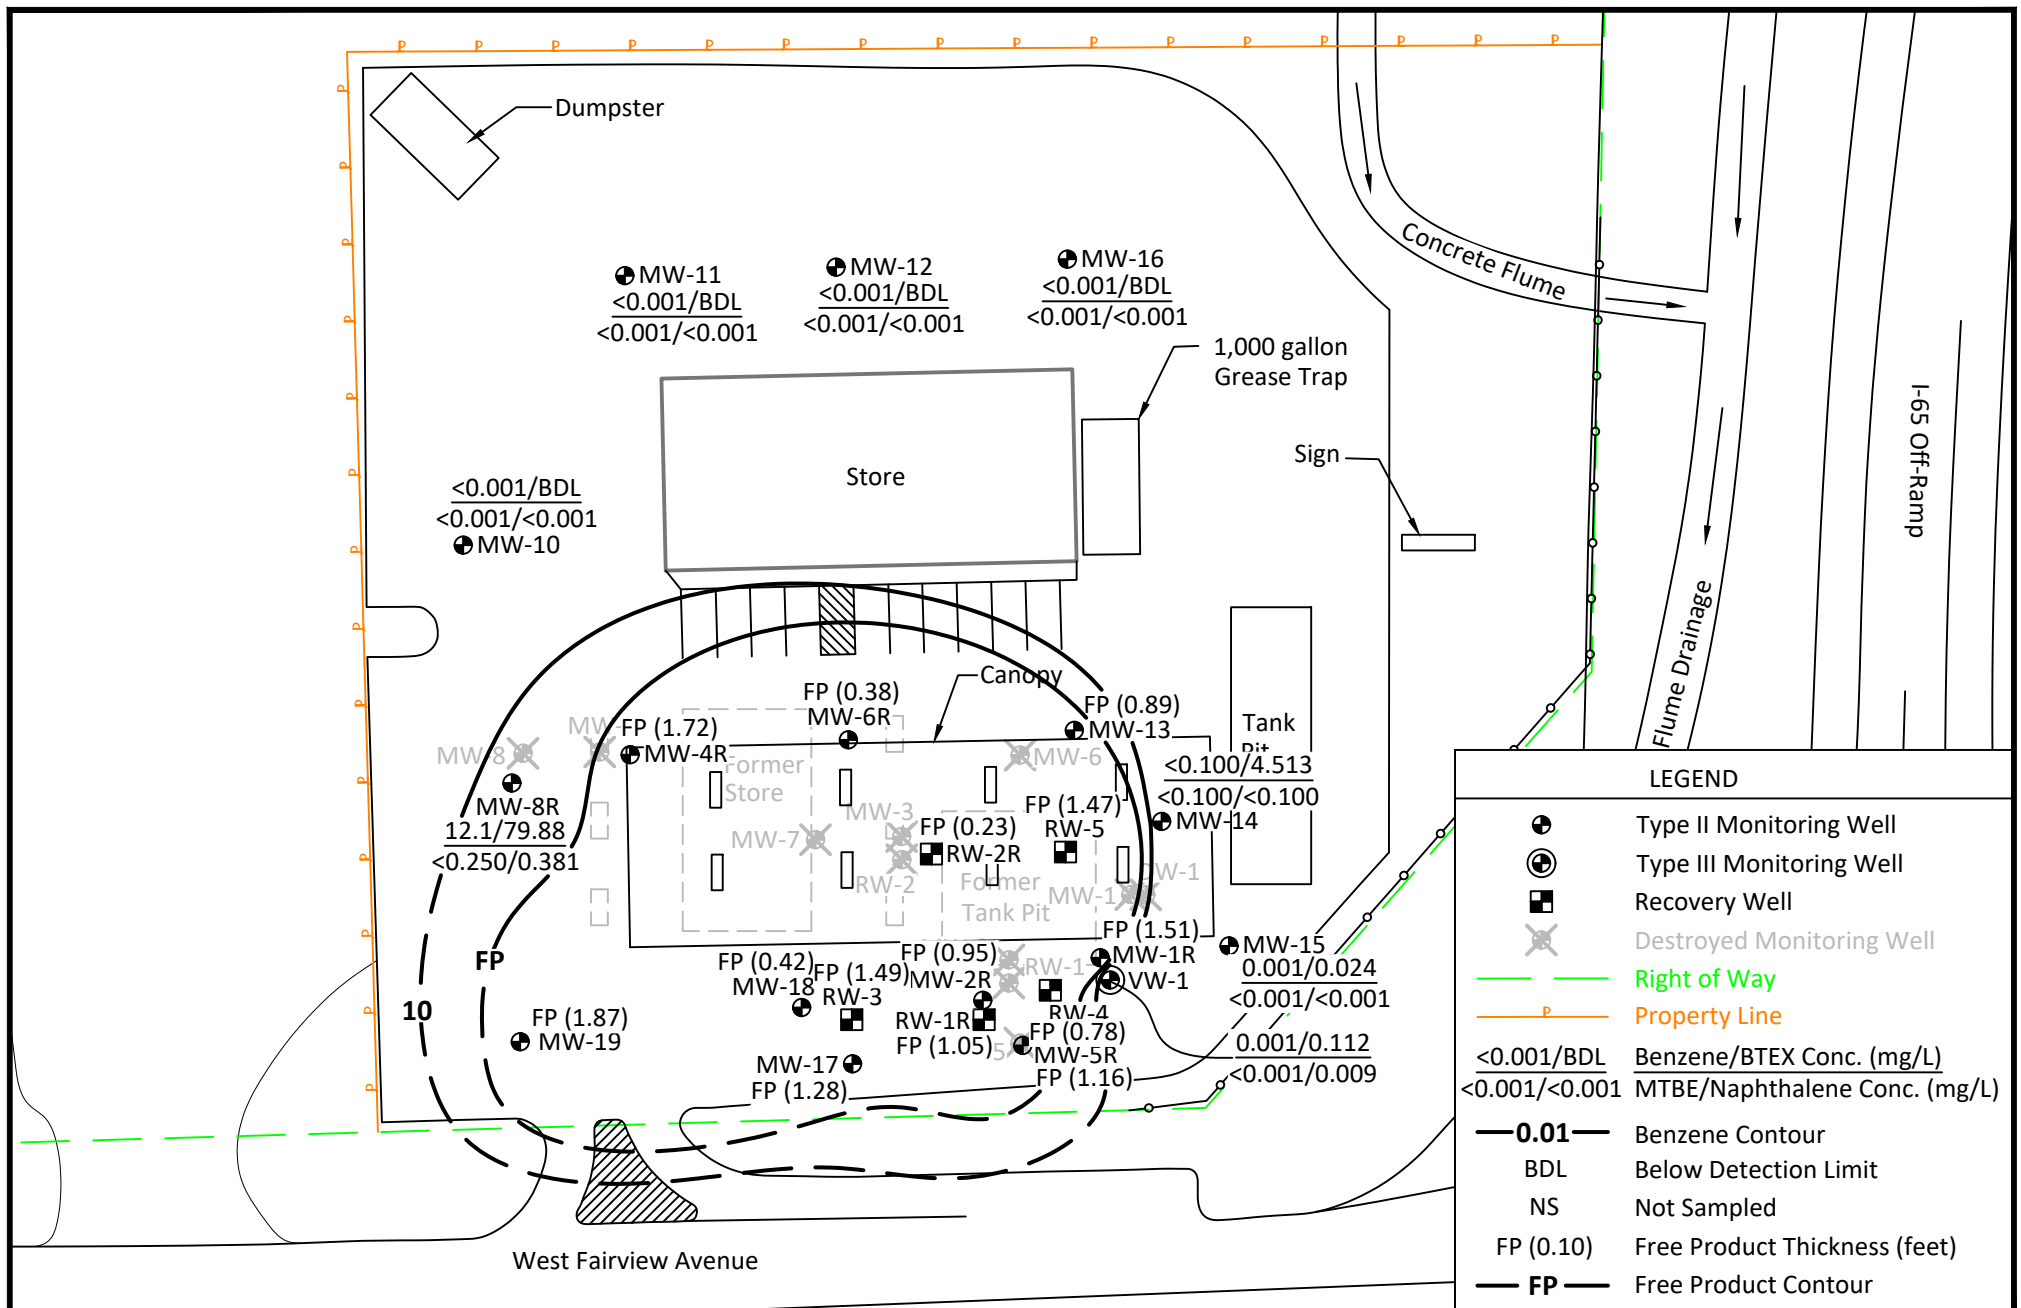 Dumpster
MW-11
<0.001/BDL
<0.001/<0.001
MW-12
<0.001/BDL
<0.001/<0.001
MW-16
<0.001/BDL
<0.001/<0.001
Concrete Flume
1,000 gallon
Grease Trap
Sign
Store
I-65 Off-Ramp
Flume Drainage
<0.001/BDL
<0.001/<0.001
MW-10
Canopy
FP (0.38)
MW-6R
FP (0.89)
MW-13
Tank
Pit
MW-8
MW-
FP (1.72)
MW-4R
MW-8R
12.1/79.88
<0.250/0.381
Former
Store
MW-6
MW-7
MW-3
RW-2
FP (0.23)
RW-2R
FP (1.47)
RW-5
<0.100/4.513
<0.100/<0.100
MW-14
Former
Tank Pit
MW-1
W-1
FP
10
FP (1.87)
MW-19
FP (0.42)
MW-18
FP (1.49)
RW-3
FP (0.95)
MW-2R
RW-1
FP (1.51)
MW-1R
VW-1
MW-15
0.001/0.024
<0.001/<0.001
RW-1R
FP (1.05)
RW-4
FP (0.78)
5
MW-5R
FP (1.16)
MW-17
FP (1.28)
0.001/0.112
<0.001/0.009
West Fairview Avenue
LEGEND
Type II Monitoring Well
Type III Monitoring Well
Recovery Well
Destroyed Monitoring Well
Right of Way
P Property Line
<0.001/BDL Benzene/BTEX Conc. (mg/L)
<0.001/<0.001 MTBE/Naphthalene Conc. (mg/L)
0.01 Benzene Contour
BDL Below Detection Limit
NS Not Sampled
FP (0.10) Free Product Thickness (feet)
FP Free Product Contour